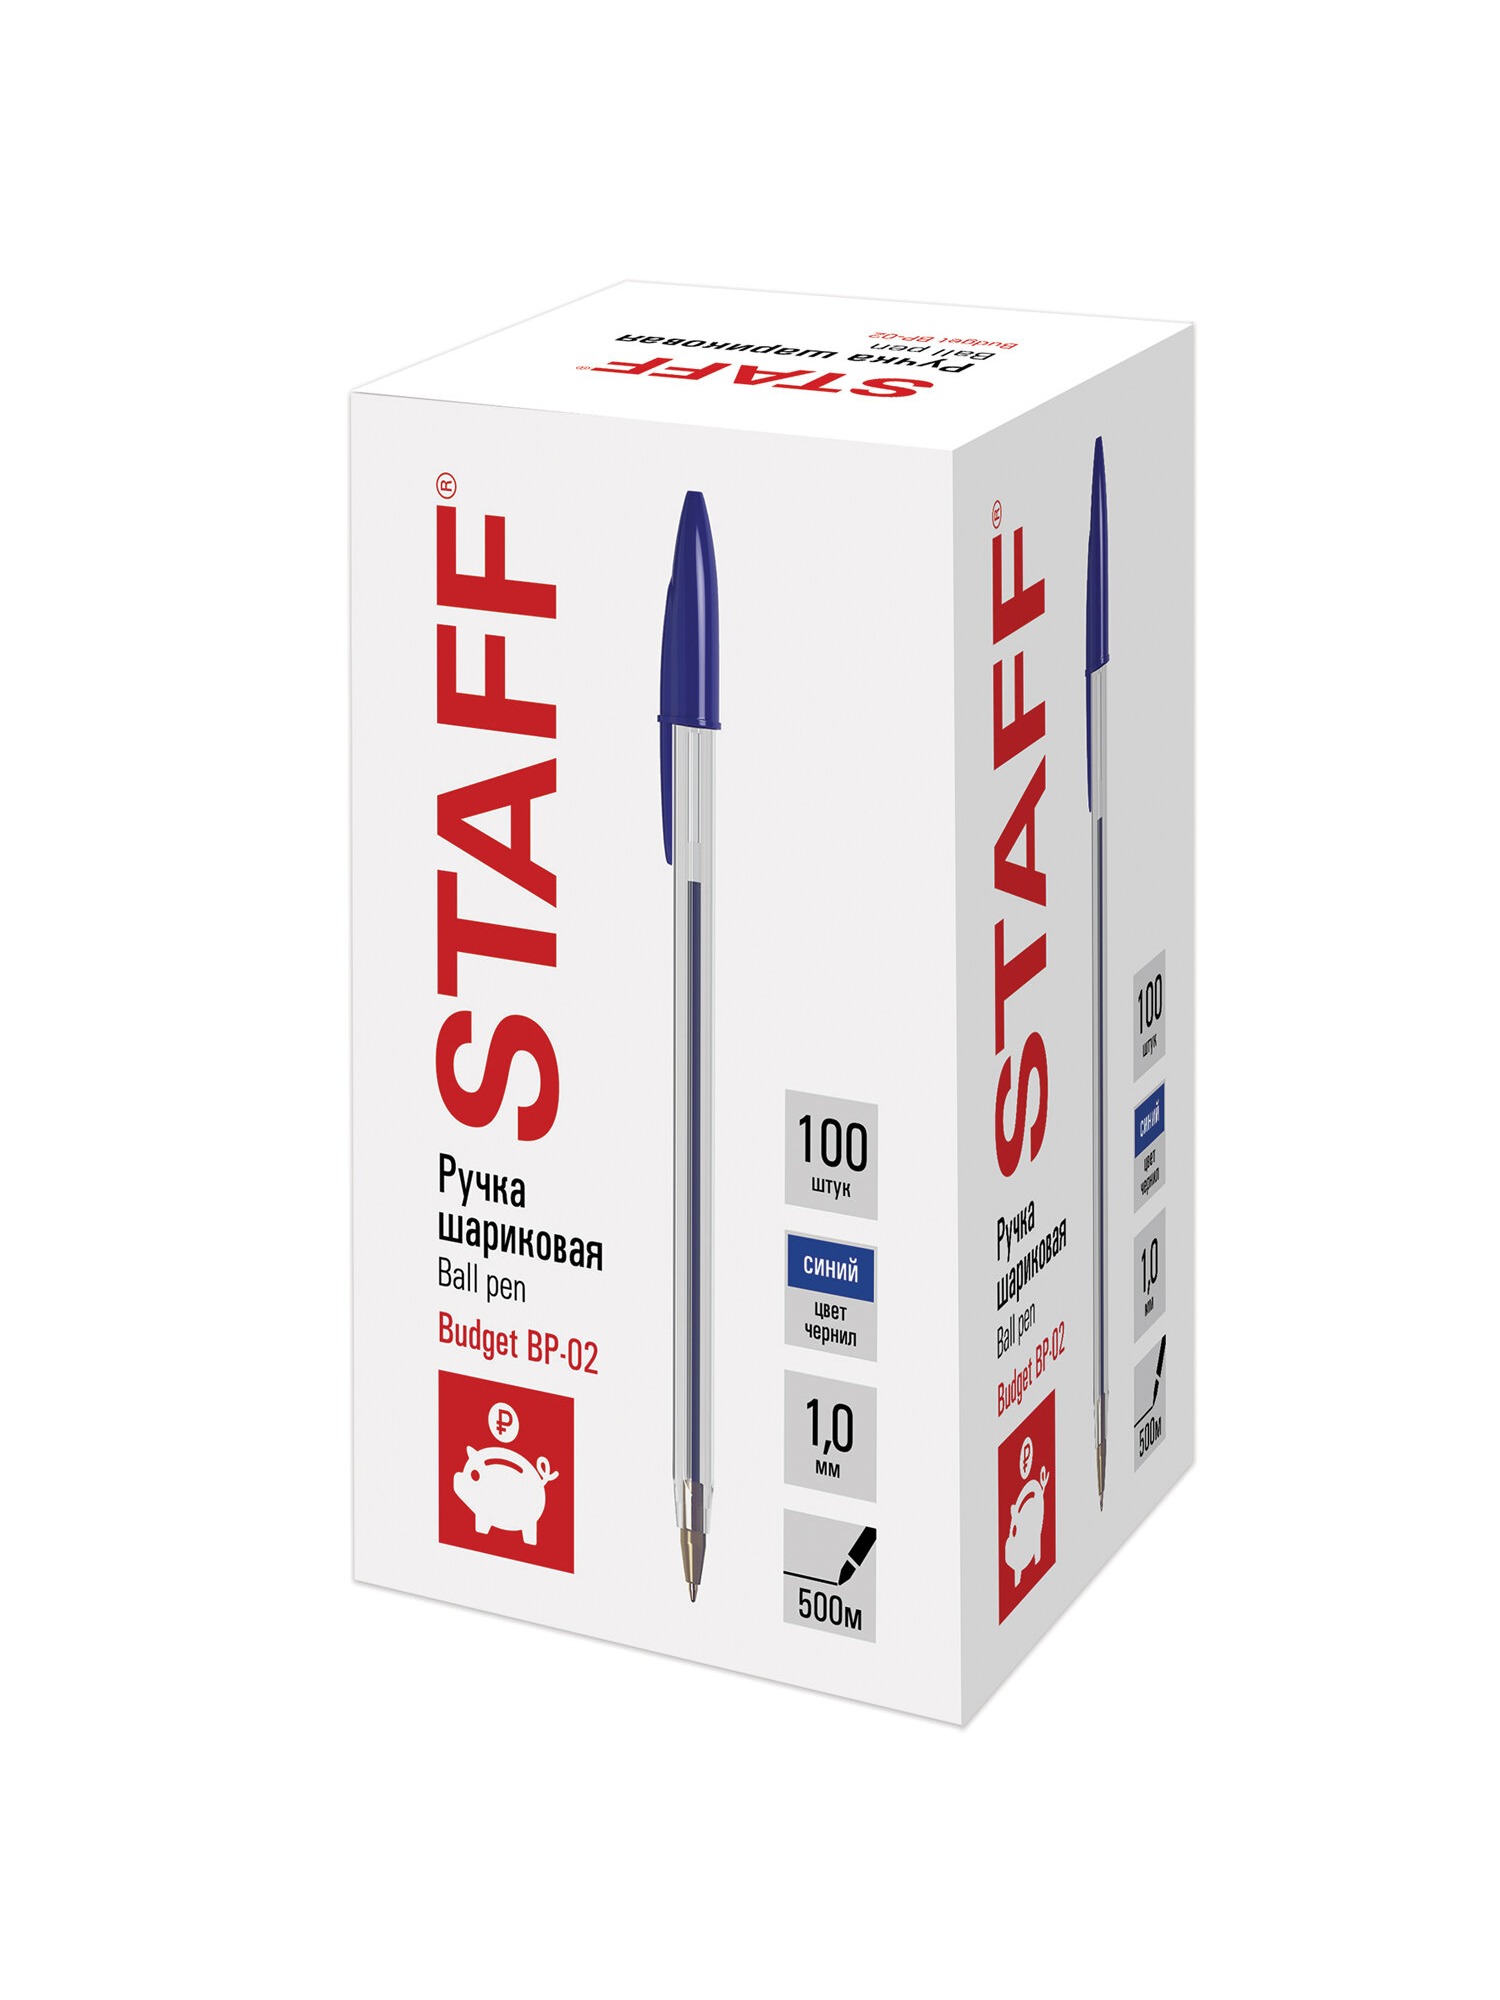 STAFF®
Ручка шариковая
Ball pen
Budget BP-02
STAFF®
Ручка
шариковая
Ball pen
Budget BP-02
₽
100
штук
синий
цвет
чернил
1,0
мм
500м
STAFF®
Ручка
шариковая
Ball pen
Budget BP-02
₽
100
штук
синий
цвет
чернил
1,0
мм
500м